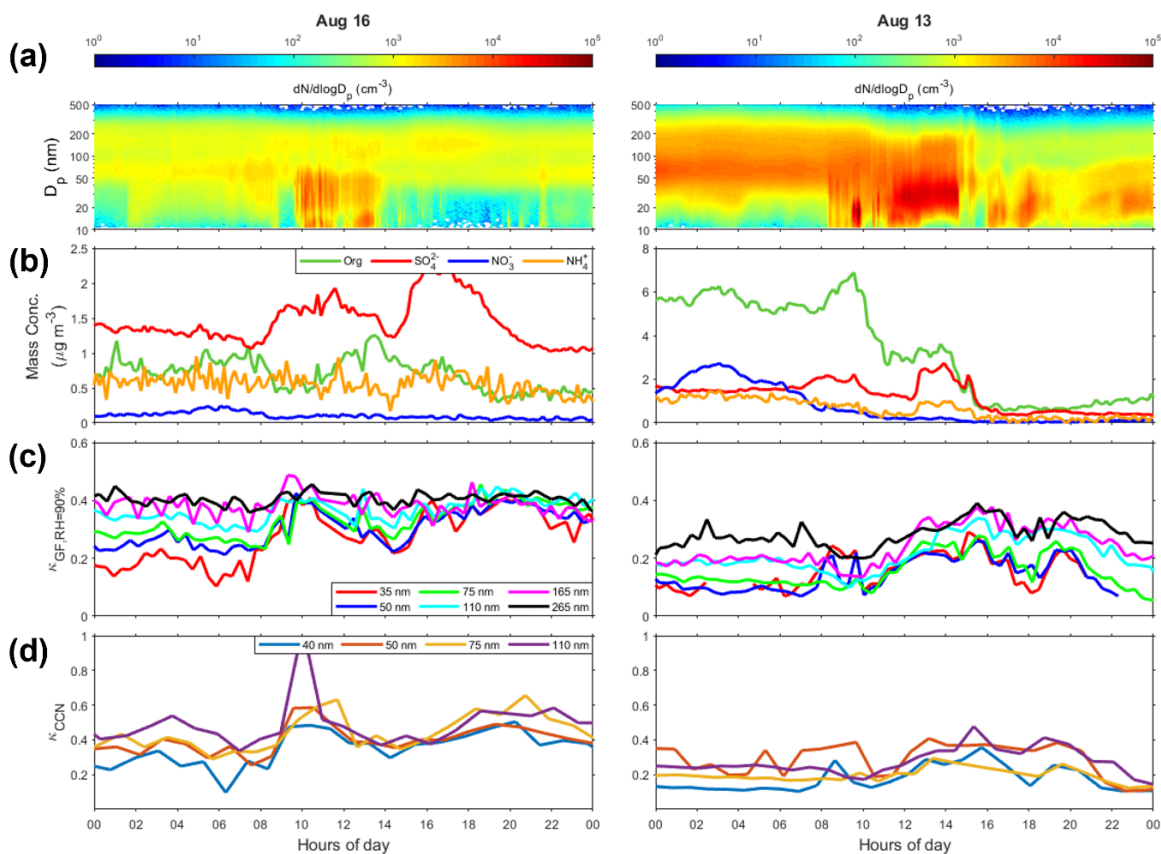 Aug 16
Aug 13
(a)
10^0 10^1 10^2 10^3 10^4 10^5
10^0 10^1 10^2 10^3 10^4 10^5
dN/dlogD_p (cm^-3)
dN/dlogD_p (cm^-3)
D_p (nm)
500
200
100
50
20
10
500
200
100
50
20
10
(b)
Mass Conc.
(μg m^-3)
2.5
2
1.5
1
0.5
0
Org SO_4^2- NO_3^- NH_4^+
8
6
4
2
0
(c)
κ_GF,RH=90%
0.6
0.4
0.2
0
35 nm 75 nm 165 nm
50 nm 110 nm 265 nm
0.6
0.4
0.2
0
(d)
κ_CCN
1
0.8
0.6
0.4
0.2
40 nm 50 nm 75 nm 110 nm
1
0.8
0.6
0.4
0.2
00 02 04 06 08 10 12 14 16 18 20 22 00
00 02 04 06 08 10 12 14 16 18 20 22 00
Hours of day
Hours of day